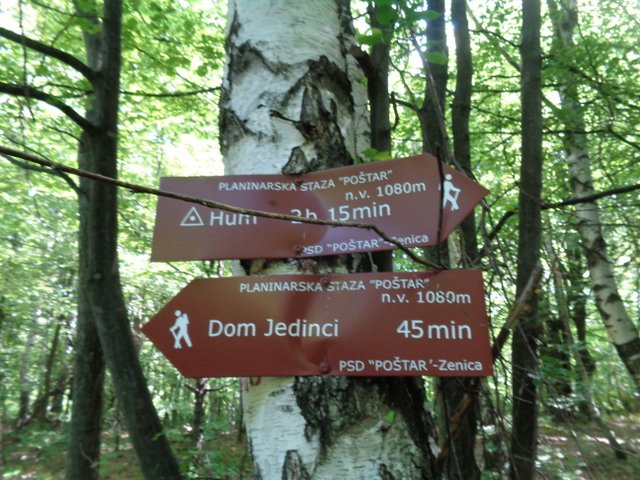 PLANINARSKA STAZA "POŠTAR"
n.v. 1080m
Hum 2h 15min
PSD "POŠTAR"-Zenica
PLANINARSKA STAZA "POŠTAR"
n.v. 1080m
Dom Jedinci 45min
PSD "POŠTAR"-Zenica